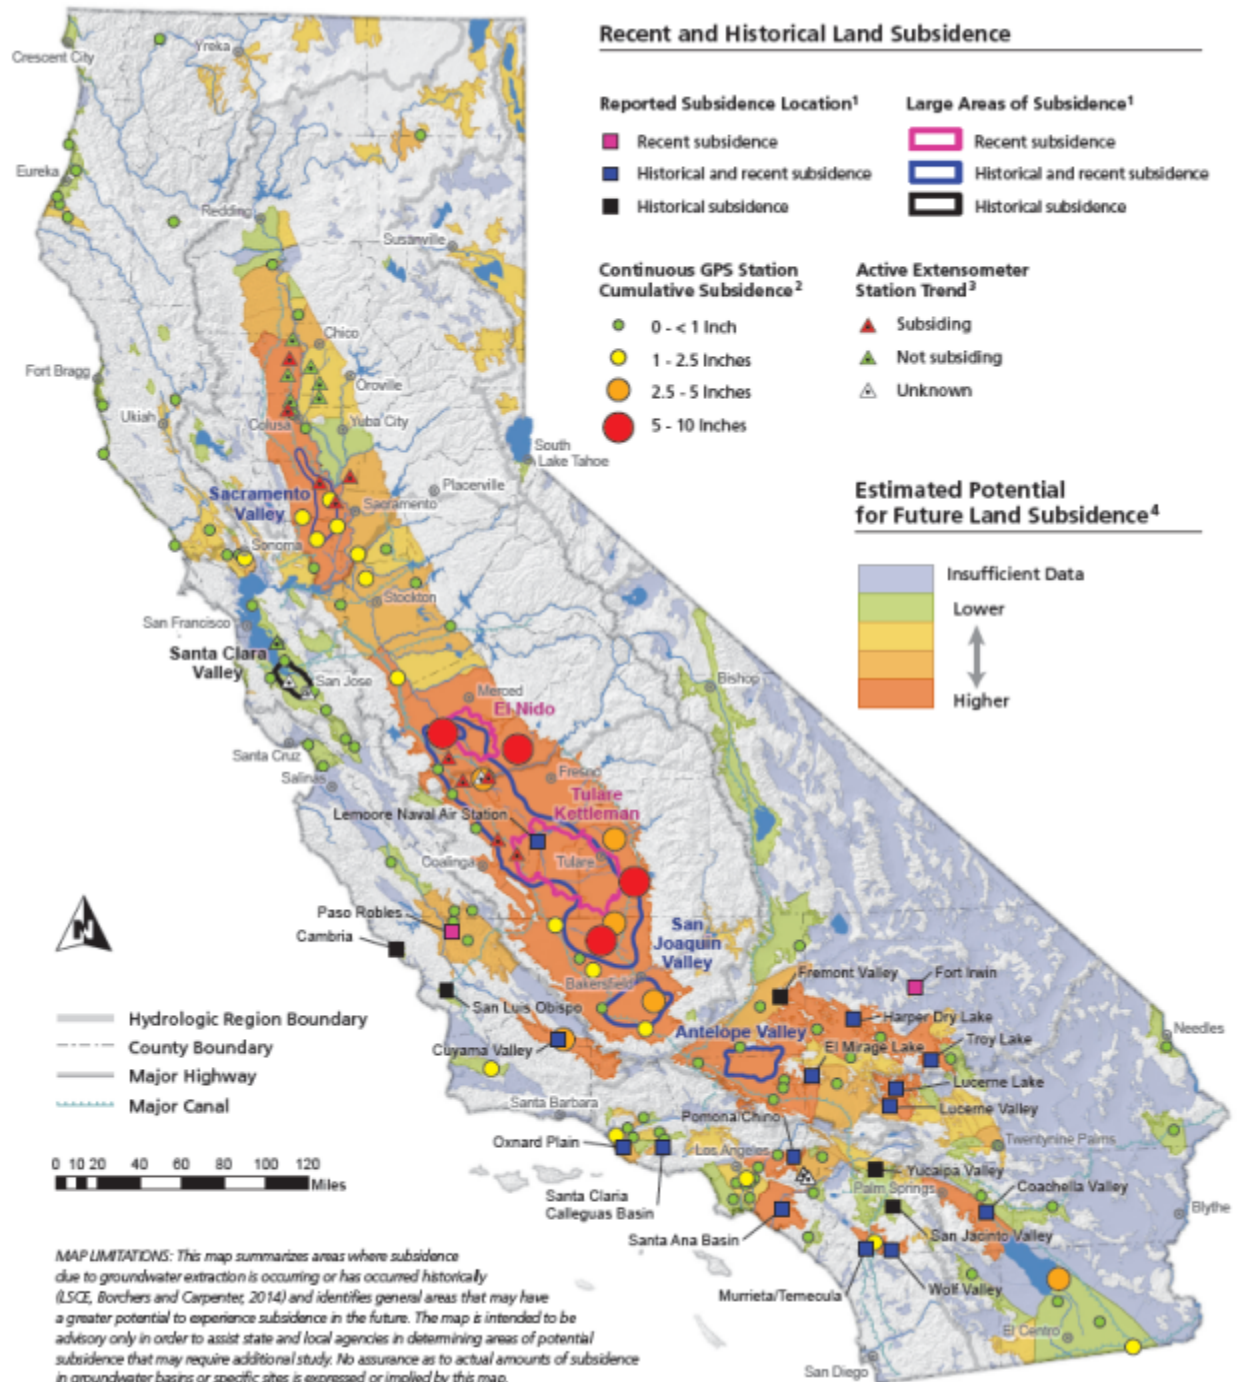 Recent and Historical Land Subsidence
Reported Subsidence Location¹
Recent subsidence
Historical and recent subsidence
Historical subsidence
Large Areas of Subsidence¹
Recent subsidence
Historical and recent subsidence
Historical subsidence
Continuous GPS Station
Cumulative Subsidence²
0 - < 1 Inch
1 - 2.5 Inches
2.5 - 5 Inches
5 - 10 Inches
Active Extensometer
Station Trend³
Subsiding
Not subsiding
Unknown
Estimated Potential
for Future Land Subsidence⁴
Insufficient Data
Lower
Higher
Crescent City
Yreka
Eureka
Redding
Susanville
Chico
Fort Bragg
Oroville
Ukiah
Colusa
Yuba City
South
Lake Tahoe
Placerville
Sacramento
Valley
Sacramento
Sonoma
Stockton
San Francisco
Santa Clara
Valley
San Jose
Bishop
Merced
El Nido
Santa Cruz
Salinas
Fresno
Tulare
Kettleman
Lemoore Naval Air Station
Coalinga
Tulare
Paso Robles
Cambria
San
Joaquin
Valley
Bakersfield
Fremont Valley
Fort Irwin
San Luis Obispo
Harper Dry Lake
Needles
Antelope Valley
Troy Lake
El Mirage Lake
Cuyama Valley
Lucerne Lake
Santa Barbara
Lucerne Valley
Pomona/Chino
Oxnard Plain
Los Angeles
Twentynine Palms
Yucaipa Valley
Palm Springs
Coachella Valley
Santa Claria
Calleguas Basin
Blythe
Santa Ana Basin
San Jacinto Valley
Murrieta/Temecula
Wolf Valley
El Centro
San Diego
N
Hydrologic Region Boundary
County Boundary
Major Highway
Major Canal
0 10 20 40 60 80 100 120
Miles
MAP LIMITATIONS: This map summarizes areas where subsidence
due to groundwater extraction is occurring or has occurred historically
(LSCE, Borchers and Carpenter, 2014) and identifies general areas that may have
a greater potential to experience subsidence in the future. The map is intended to be
advisory only in order to assist state and local agencies in determining areas of potential
subsidence that may require additional study. No assurance as to actual amounts of subsidence
in groundwater basins or specific sites is expressed or implied by this map.